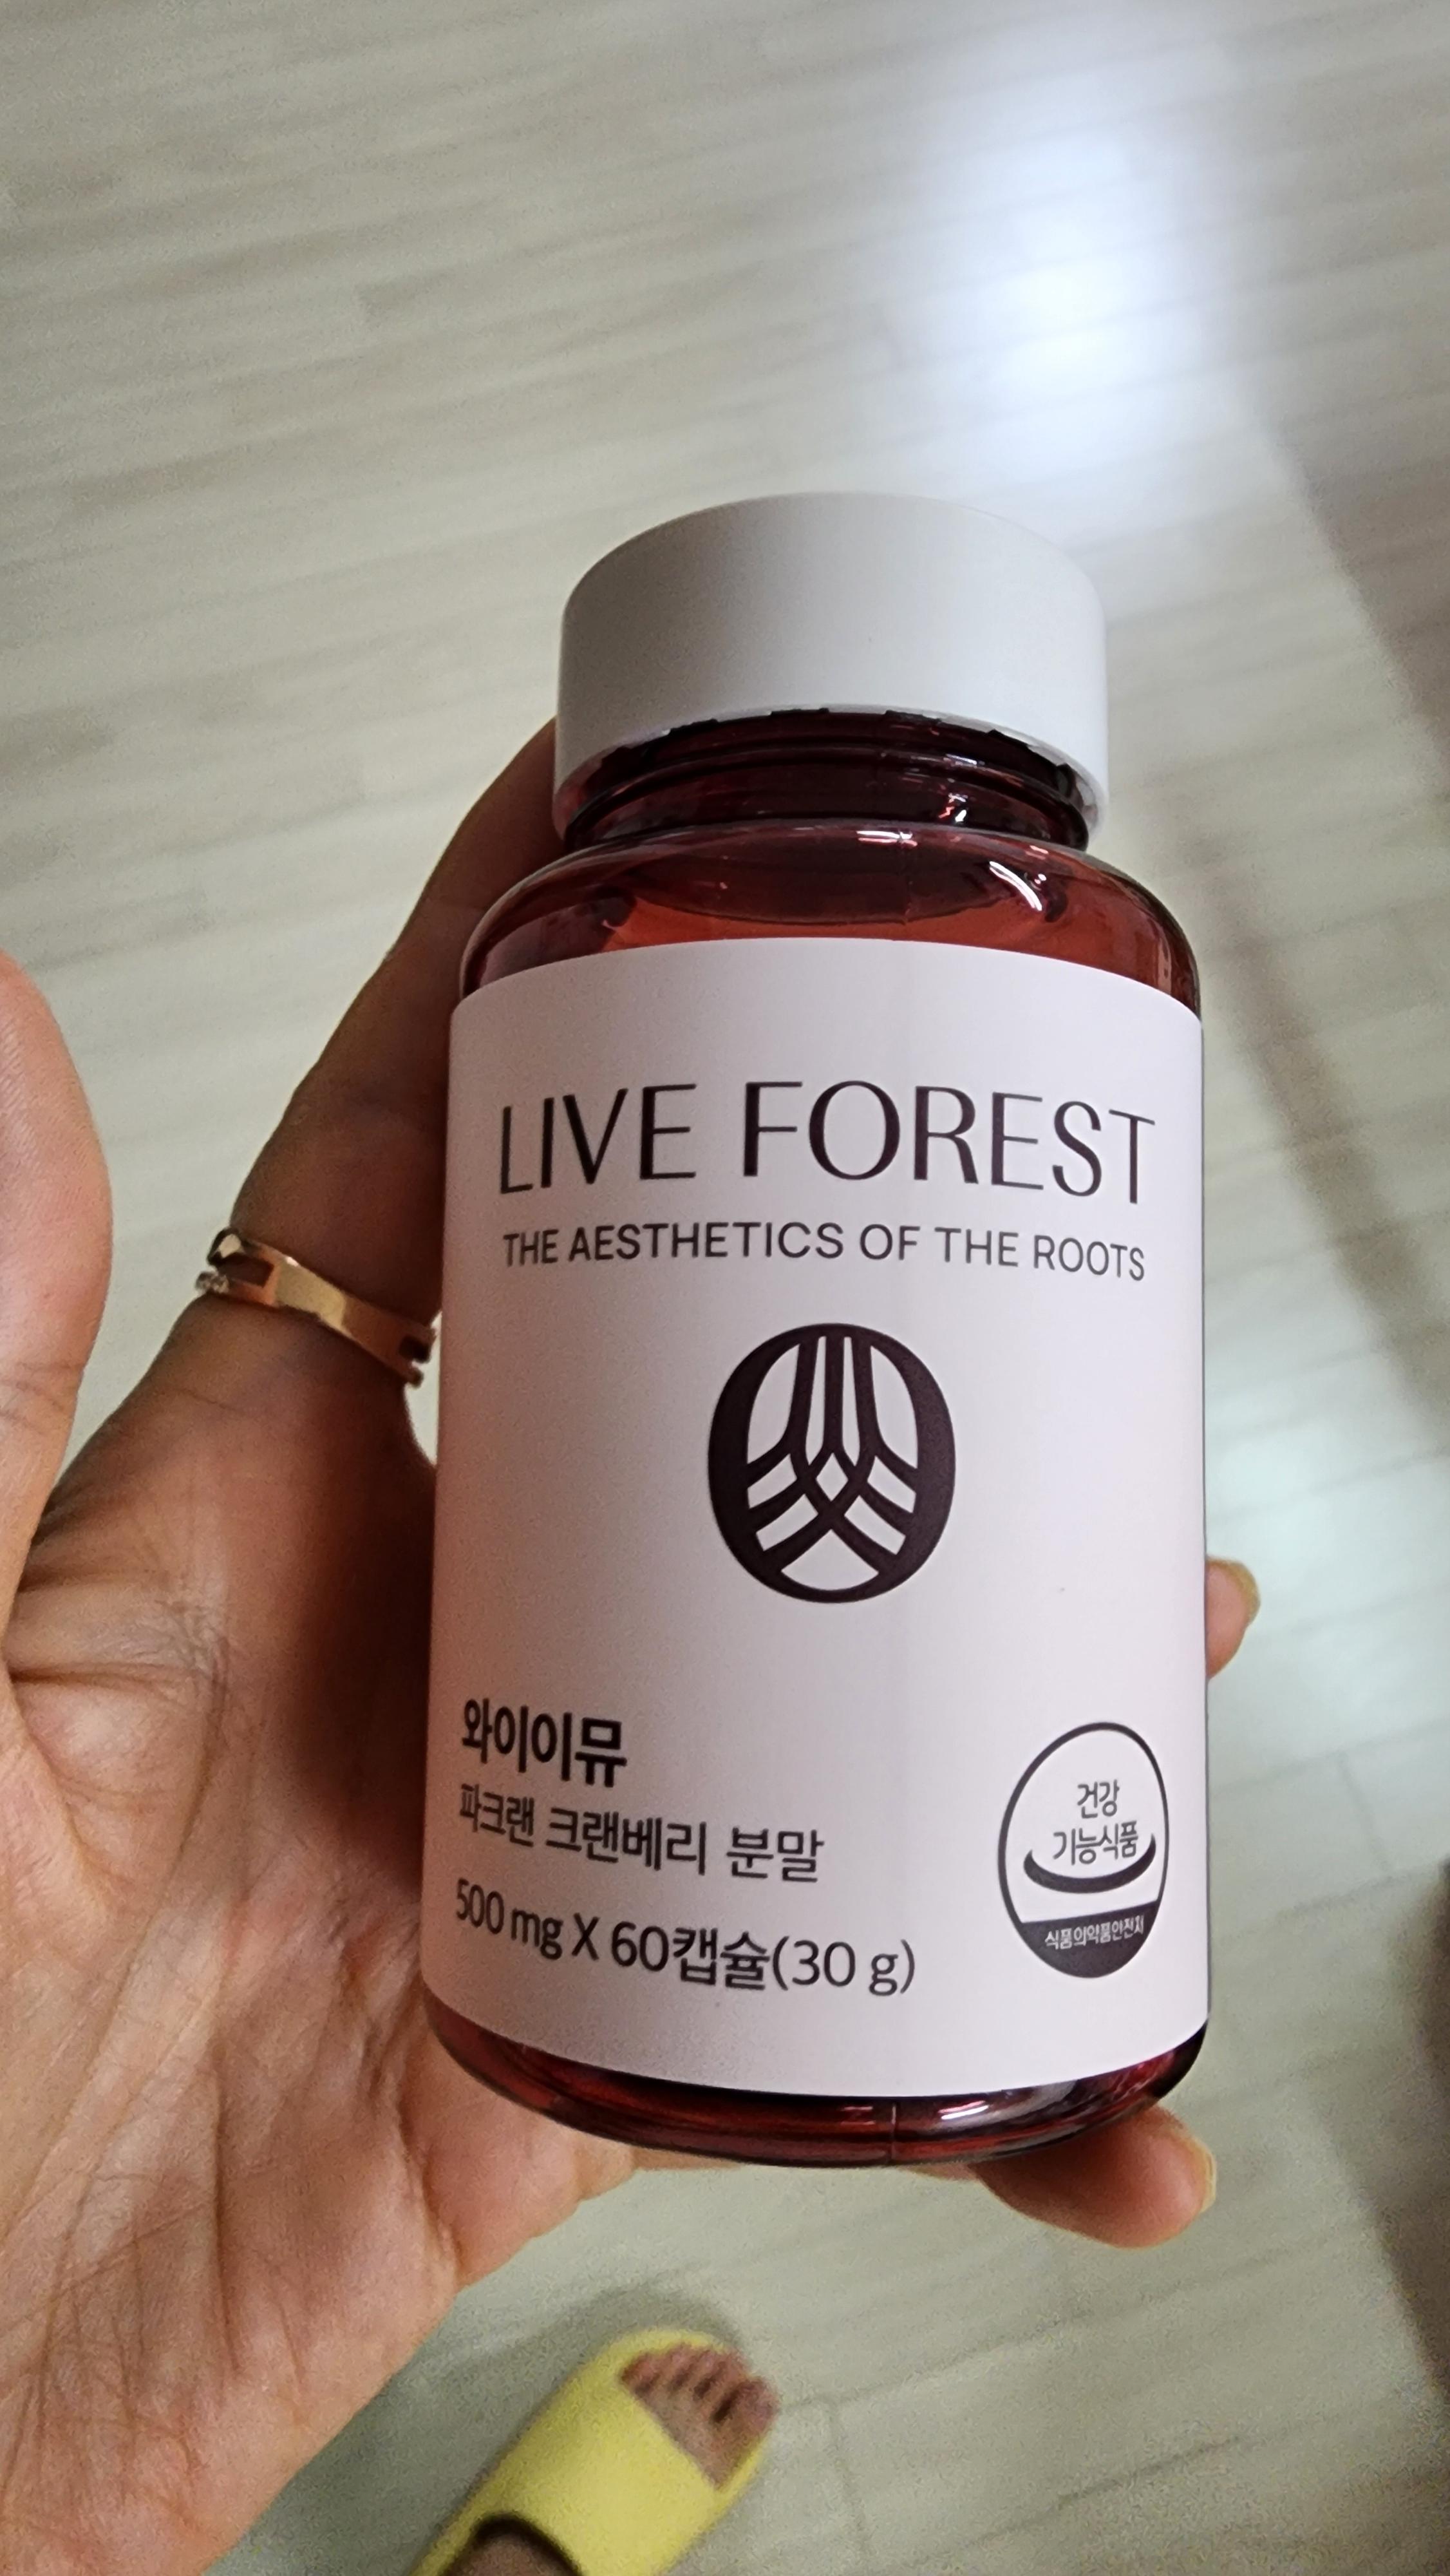 LIVE FOREST
THE AESTHETICS OF THE ROOTS
와이이뮤
파크랜 크랜베리 분말
500 mg X 60캡슐(30 g)
건강
기능식품
식품의약품안전처